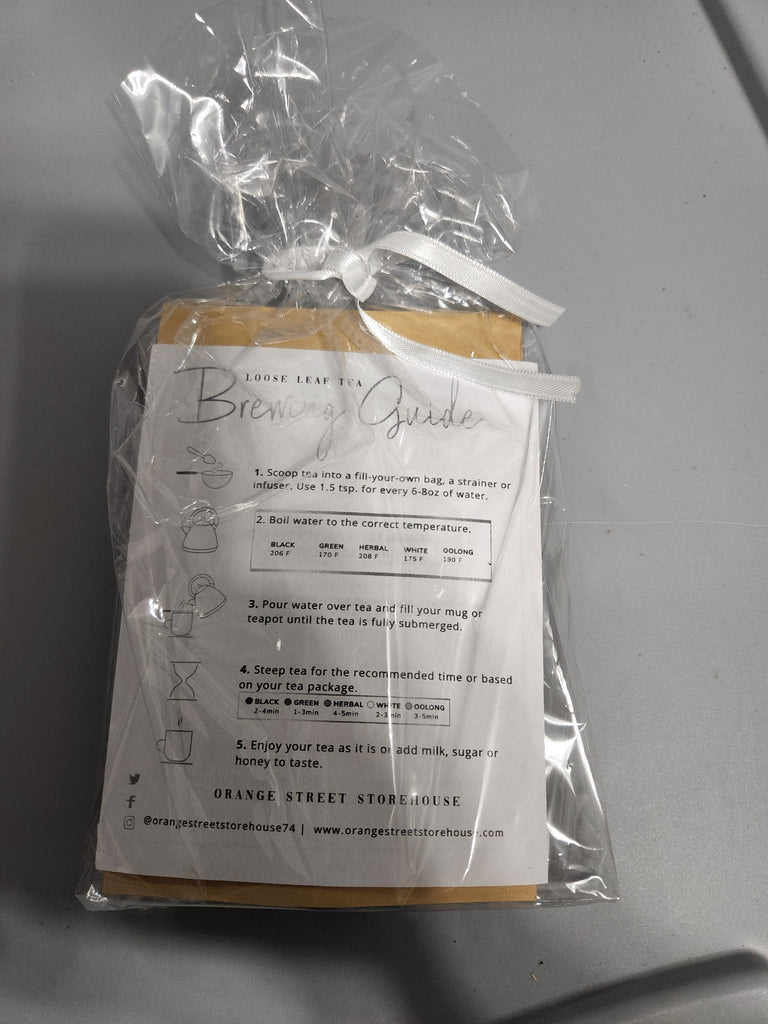 LOOSE LEAF TEA
Brewing Guide
1. Scoop tea into a fill-your-own bag, a strainer or
infuser. Use 1.5 tsp. for every 6-8oz of water.
2. Boil water to the correct temperature.
BLACK GREEN HERBAL WHITE OOLONG
206 F 170 F 208 F 175 F 190 F
3. Pour water over tea and fill your mug or
teapot until the tea is fully submerged.
4. Steep tea for the recommended time or based
on your tea package.
BLACK GREEN HERBAL WHITE OOLONG
2-4min 1-3min 4-5min 2-3min 3-5min
5. Enjoy your tea as it is or add milk, sugar or
honey to taste.
ORANGE STREET STOREHOUSE
@orangestreetstorehouse74 | www.orangestreetstorehouse.com